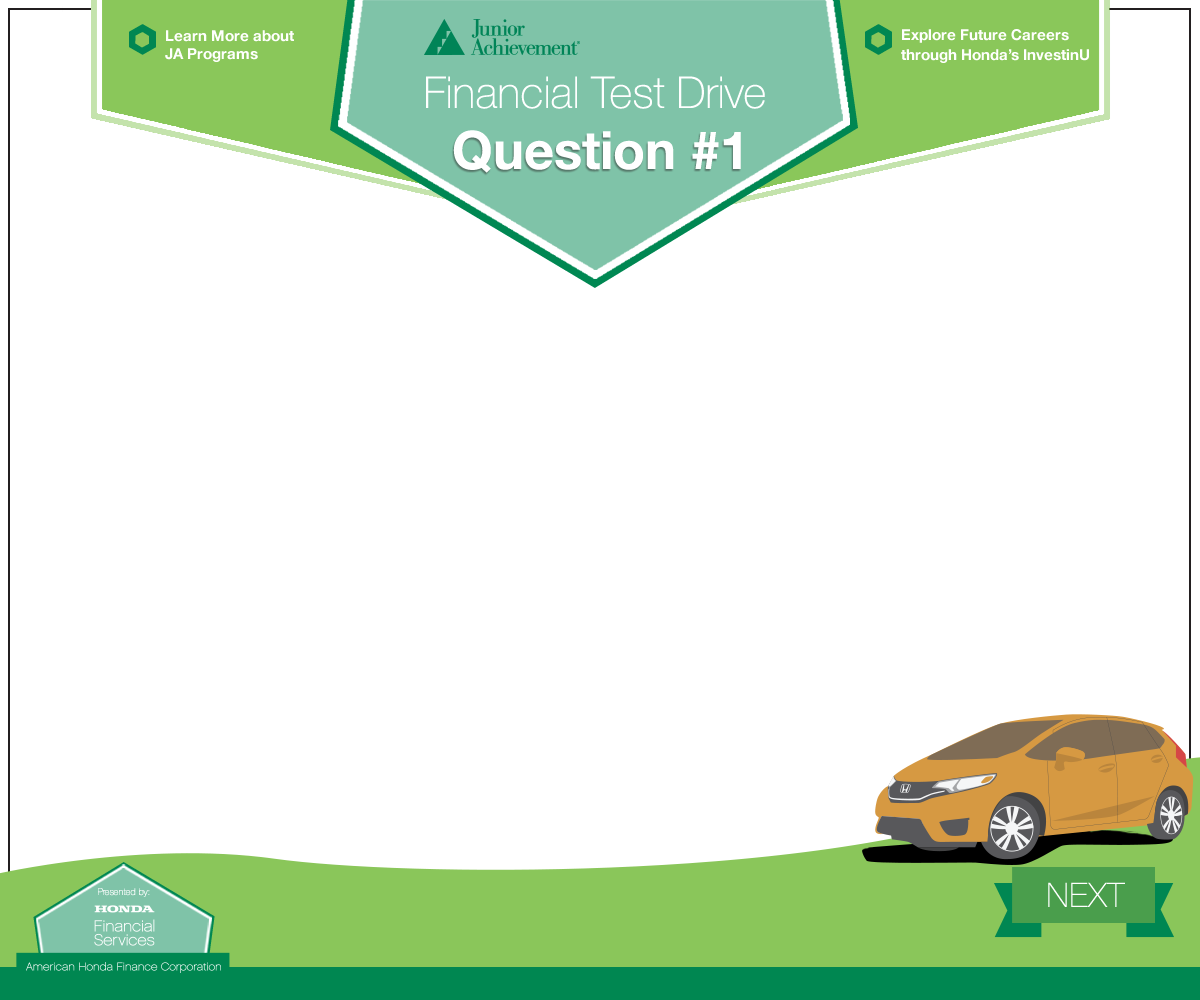 Learn More about
JA Programs
Junior
Achievement®
Explore Future Careers
through Honda's InvestinU
Financial Test Drive
Question #1
Presented by:
HONDA
Financial
Services
American Honda Finance Corporation
NEXT